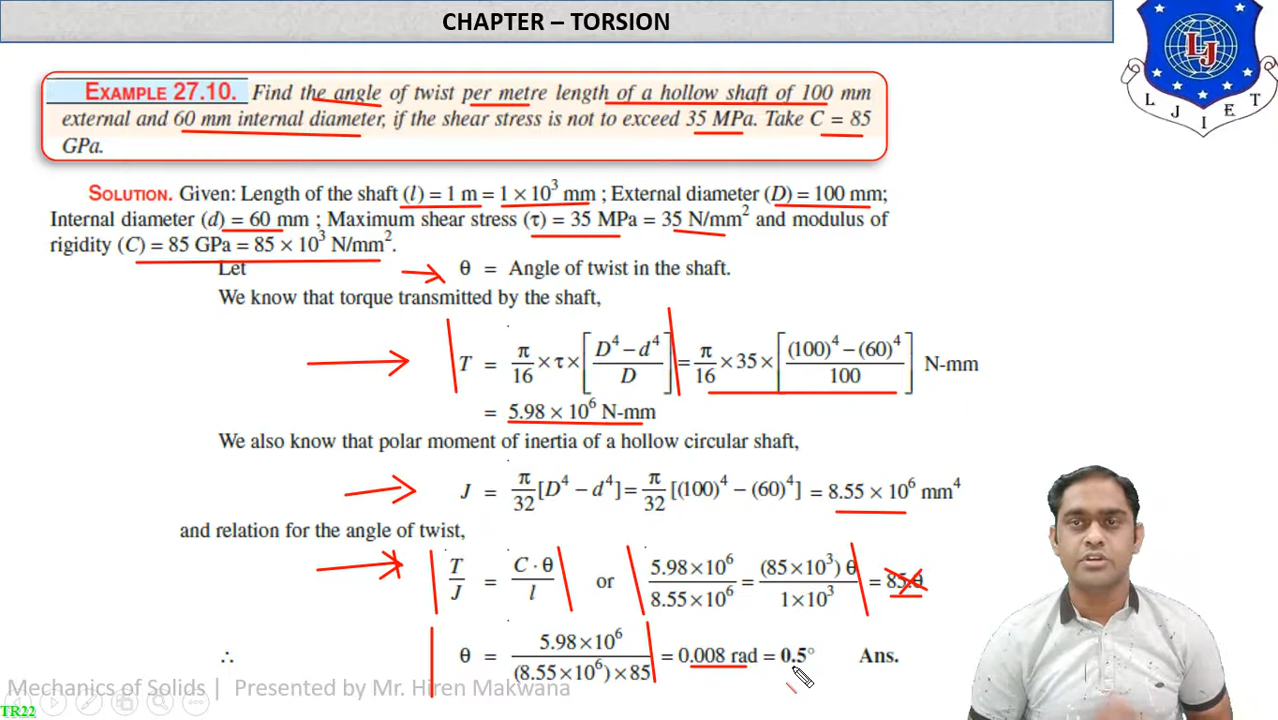 CHAPTER – TORSION
LJ
L J I E T
EXAMPLE 27.10. Find the angle of twist per metre length of a hollow shaft of 100 mm
external and 60 mm internal diameter, if the shear stress is not to exceed 35 MPa. Take C = 85
GPa.
SOLUTION. Given: Length of the shaft (l) = 1 m = 1 × 10³ mm ; External diameter (D) = 100 mm;
Internal diameter (d) = 60 mm ; Maximum shear stress (τ) = 35 MPa = 35 N/mm² and modulus of
rigidity (C) = 85 GPa = 85 × 10³ N/mm².
Let θ = Angle of twist in the shaft.
We know that torque transmitted by the shaft,
T = π/16 × τ × [(D⁴ – d⁴)/D] = π/16 × 35 × [((100)⁴ – (60)⁴)/100] N-mm
= 5.98 × 10⁶ N-mm
We also know that polar moment of inertia of a hollow circular shaft,
J = π/32 [D⁴ – d⁴] = π/32 [(100)⁴ – (60)⁴] = 8.55 × 10⁶ mm⁴
and relation for the angle of twist,
T/J = C·θ/l or 5.98×10⁶/8.55×10⁶ = (85×10³) θ/1×10³ = 85.θ
∴ θ = 5.98×10⁶/(8.55×10⁶)×85 = 0.008 rad = 0.5° Ans.
Mechanics of Solids | Presented by Mr. Hiren Makwana
TR22